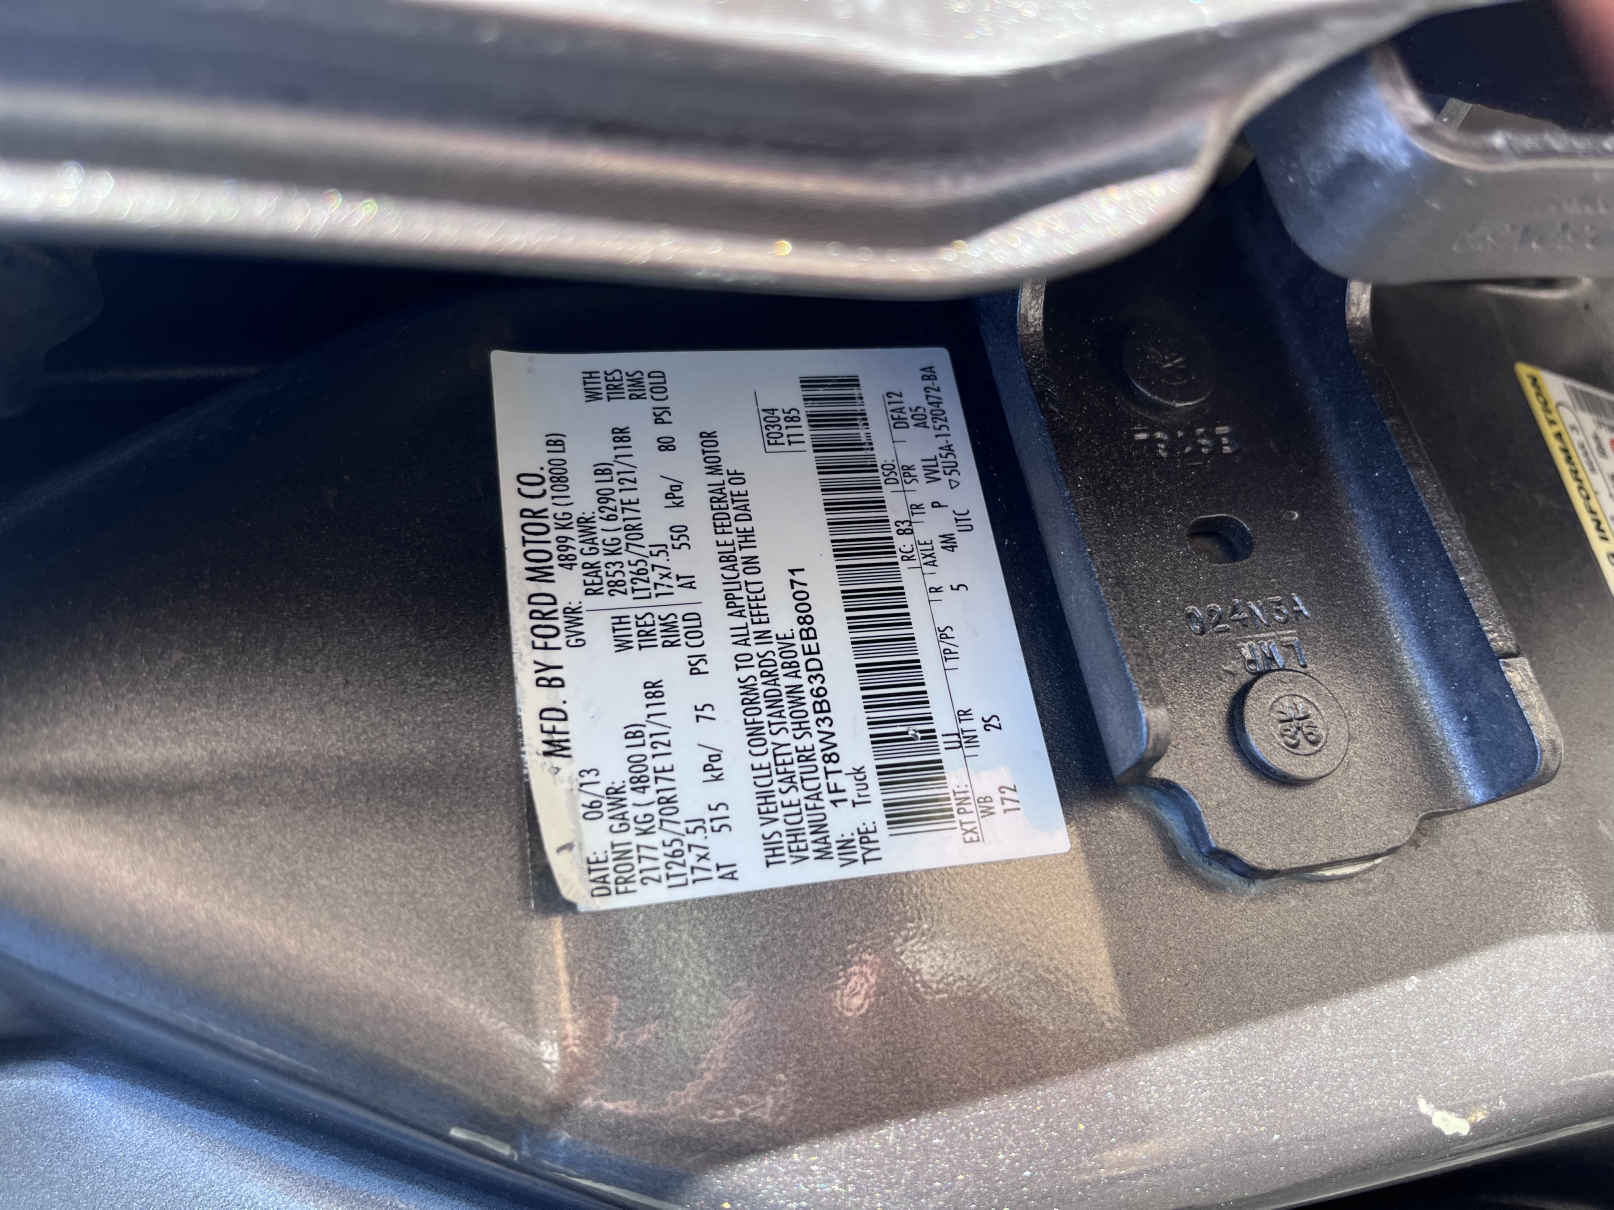 MFD. BY FORD MOTOR CO.
DATE: 06/13 GVWR: 4899 KG (10800 LB)
FRONT GAWR: REAR GAWR:
2177 KG ( 4800 LB) WITH 2853 KG ( 6290 LB) WITH
LT265/70R17E 121/118R TIRES LT265/70R17E 121/118R TIRES
17x7.5J RIMS 17x7.5J RIMS
AT 515 kPa/ 75 PSI COLD AT 550 kPa/ 80 PSI COLD
THIS VEHICLE CONFORMS TO ALL APPLICABLE FEDERAL MOTOR
VEHICLE SAFETY STANDARDS IN EFFECT ON THE DATE OF
MANUFACTURE SHOWN ABOVE.
F0304
T1185
VIN: 1FT8W3B63DEB80071
TYPE: Truck
DSO:
EXT PNT: UJ RC: B3 DFA12
WB INT TR TP/PS R AXLE TR SPR A05
172 2S 5 4M P VLL
UTC ▽5U5A-1520472-BA
024V5A
LWR
INFORMATION